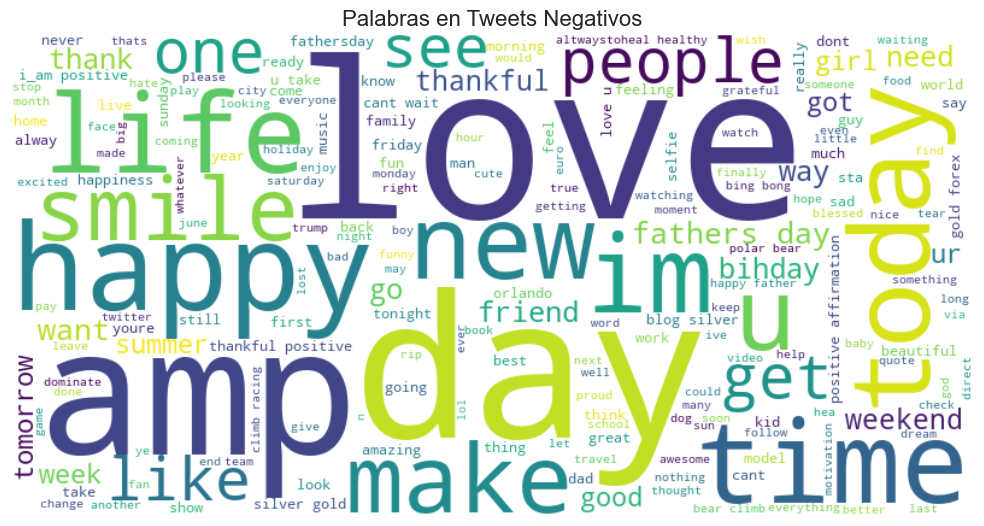 Palabras en Tweets Negativos
never thats fathersday morning altwaystoheal healthy wish dont waiting
thank one ready see would people really girl need
i_am positive please u take know thankful feeling grateful someone food
stop hate play city come cant wait love u got world
month live looking everyone family watch guy say
home face sunday music life love hour feel selfie even
alway big made coming holiday friday man euro much little find
year fun cute finally way today
excited happiness whatever enjoy monday watching bing bong sta hope
saturday right true moment blessed nice tear gold forex
smile june trump back getting sad
night boy new fathers day polar bear ur
happy bad funny im bihday something
lost may go orlando u happy father
pay twitter still first tonight friend blog silver keep long
want youre word ive via
leave summer thankful positive rip book ever work baby beautiful
dominate best next video help positive affirmation quote
tomorrow done amp day going well get god direct
game climb racing give n lol proud could many check
think school dog sun soon kid hea weekend
ye let great follow dream
week like end team amazing thing travel awesome model motivation time
take fan look make dad good nothing cant
change another show silver gold thought bear climb everything better last